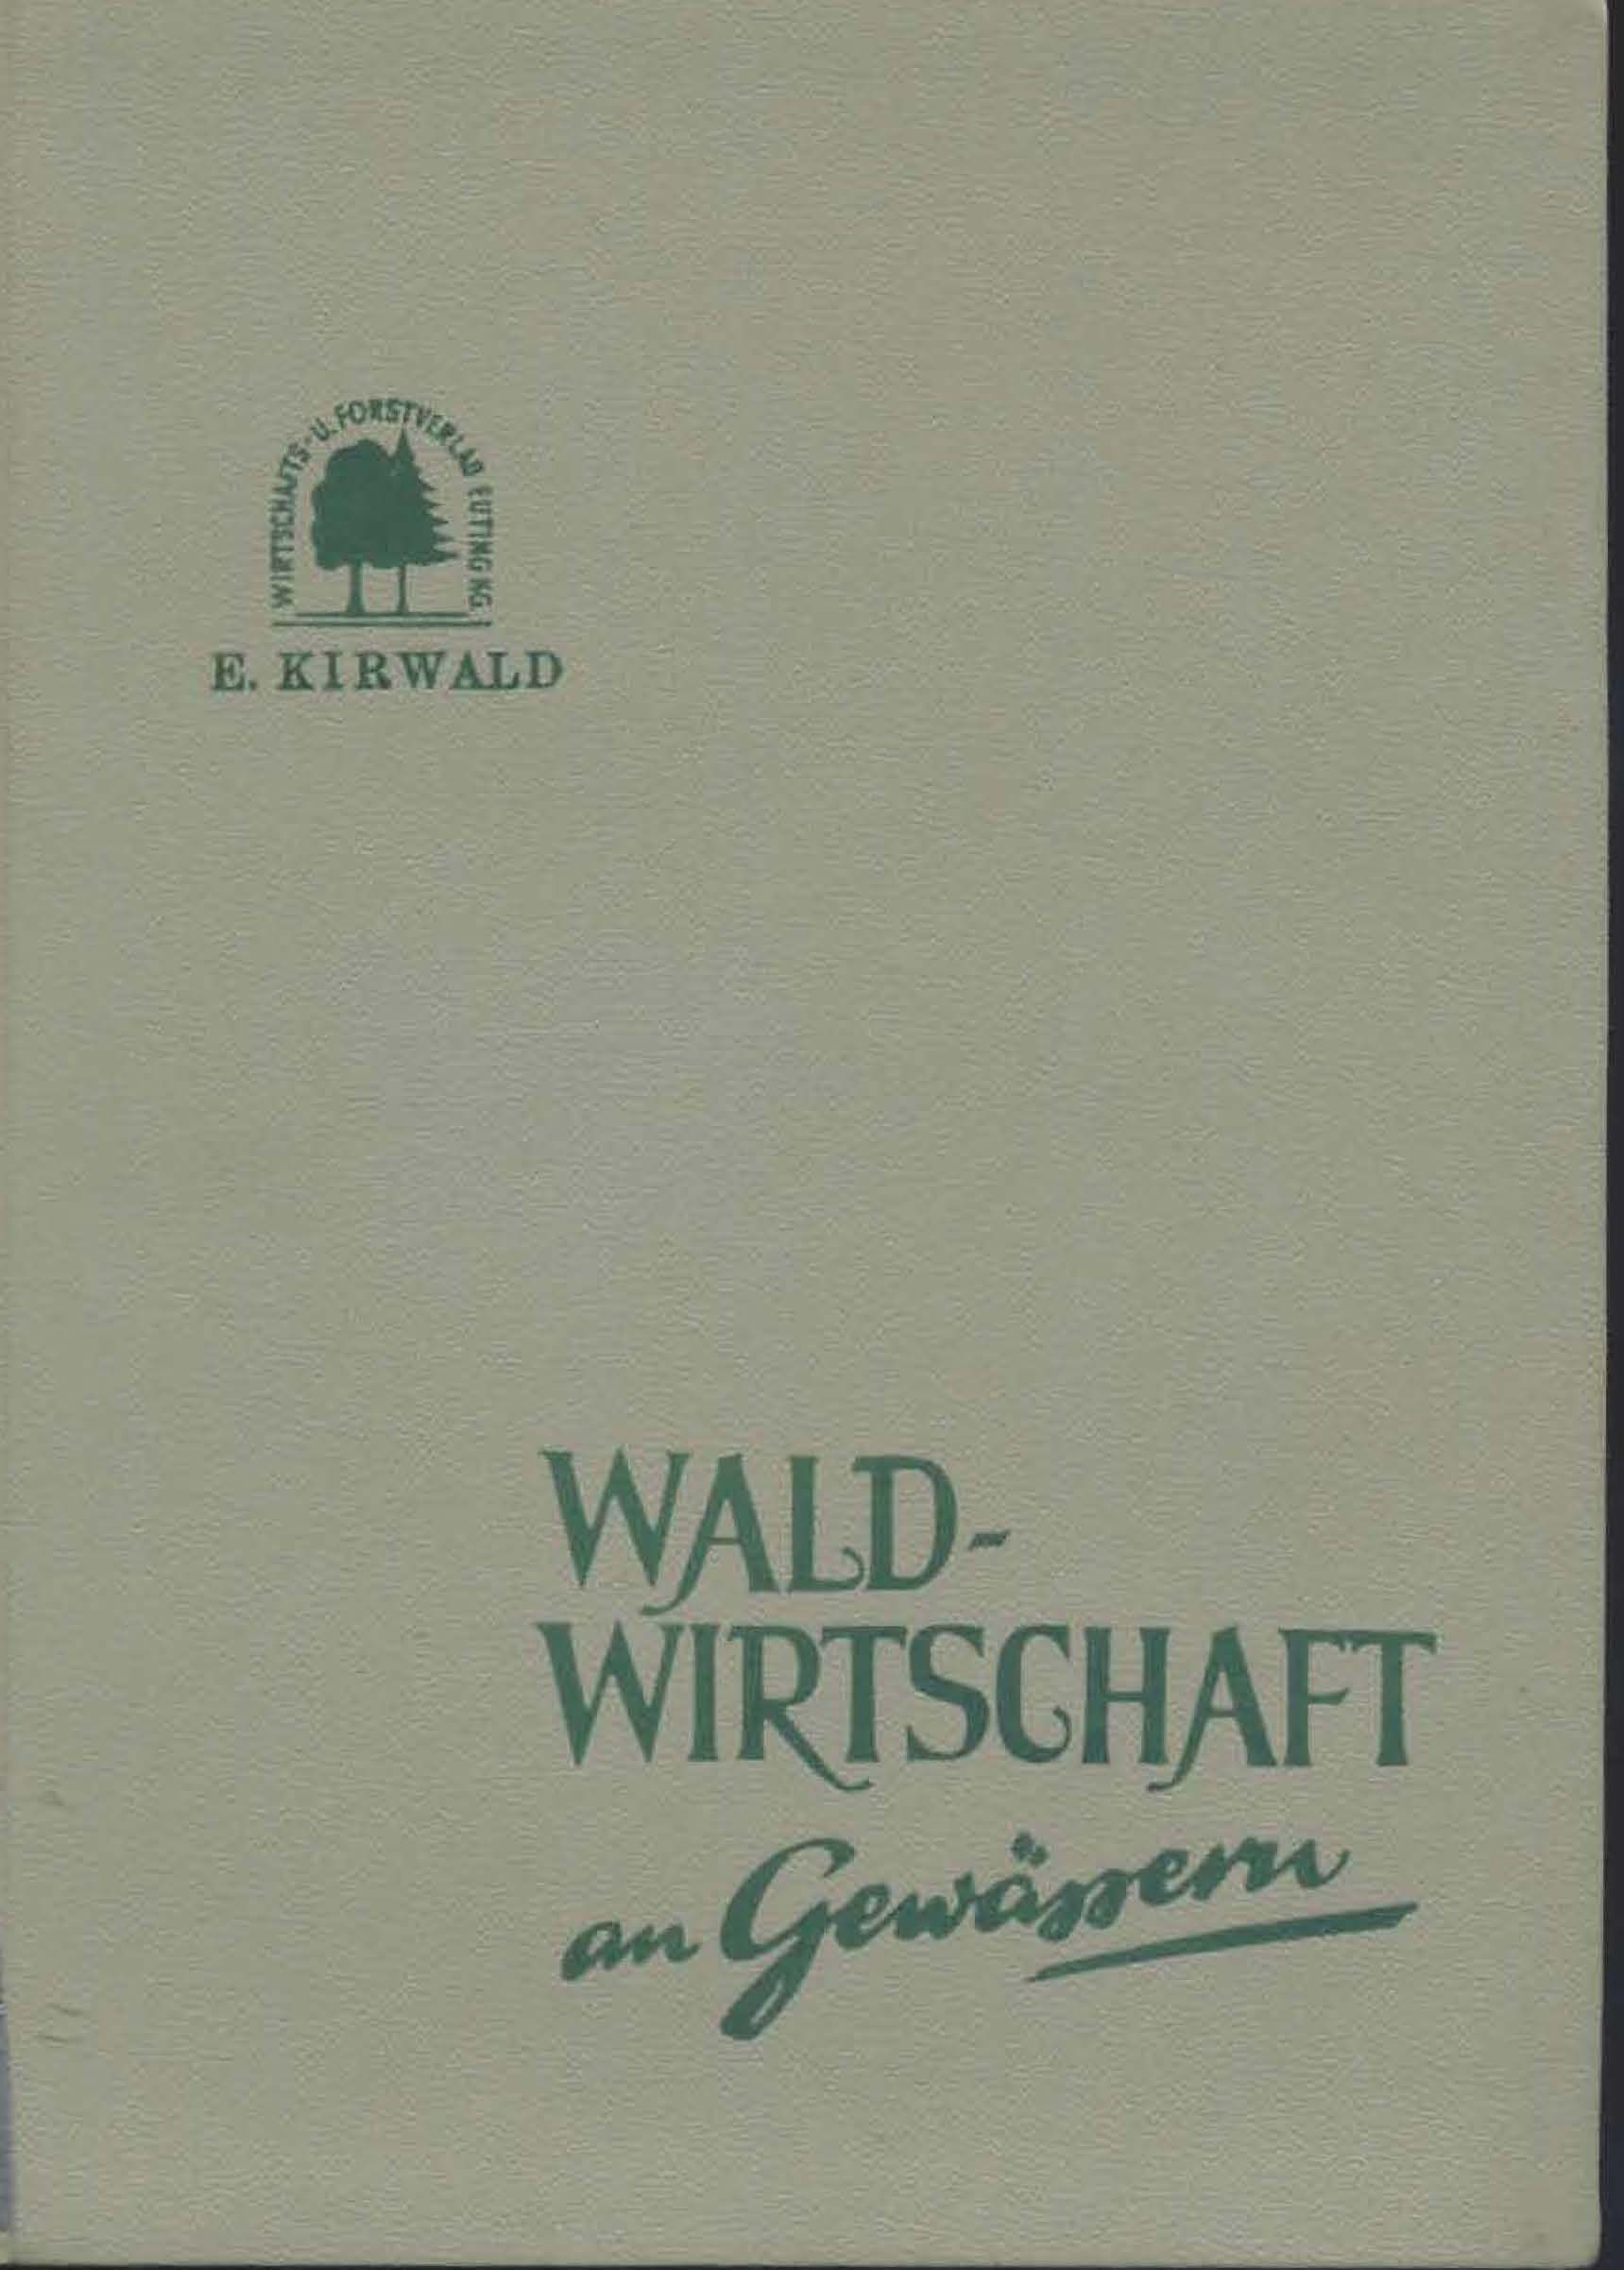 WIRTSCHAFTS-U. FORSTVERLAG EUTING KG
E. KIRWALD
WALD-
WIRTSCHAFT
an Gewässern